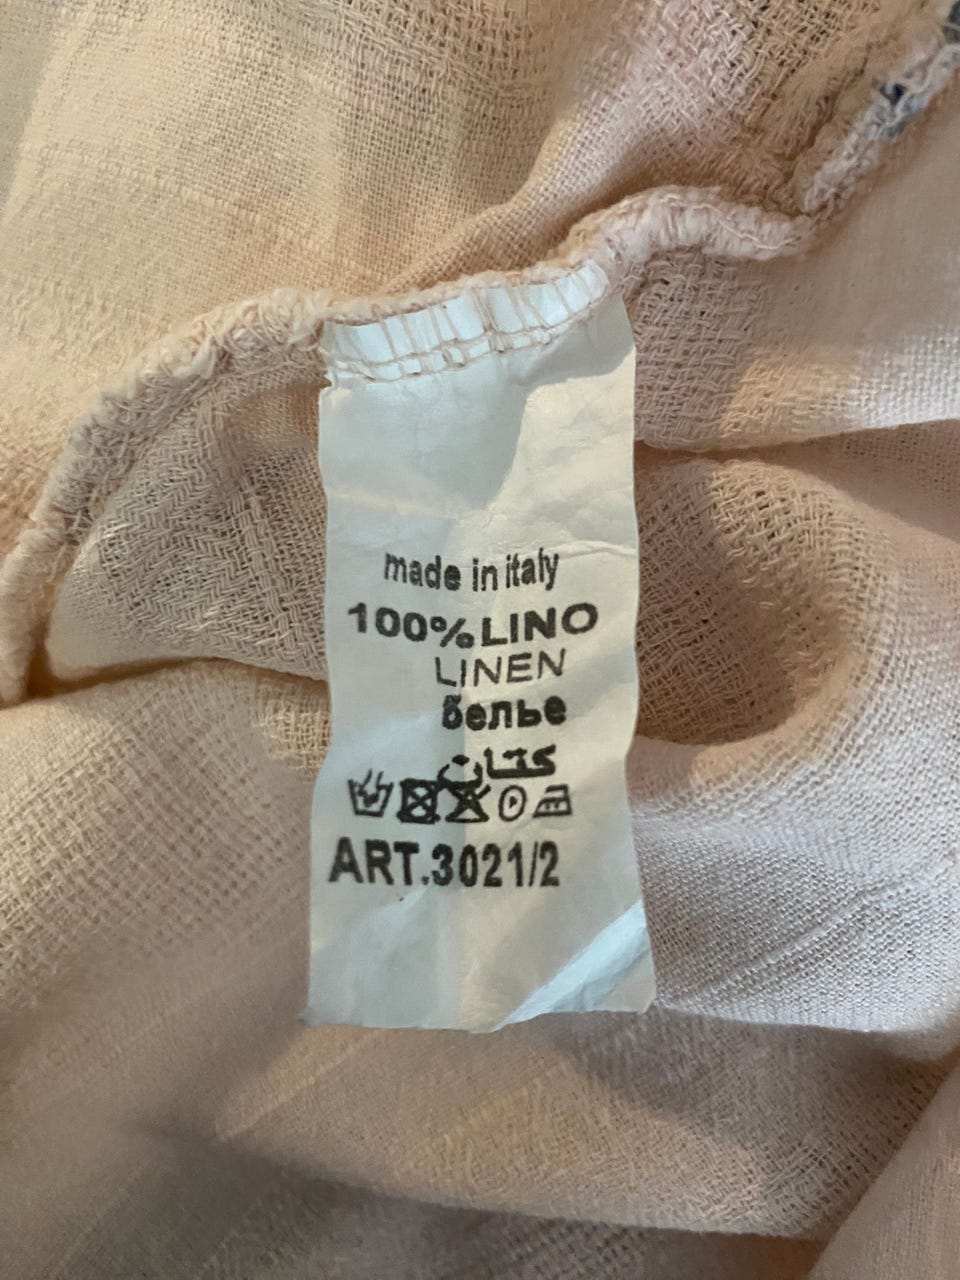 made in italy
100% LINO
LINEN
белье
كتان
ART.3021/2